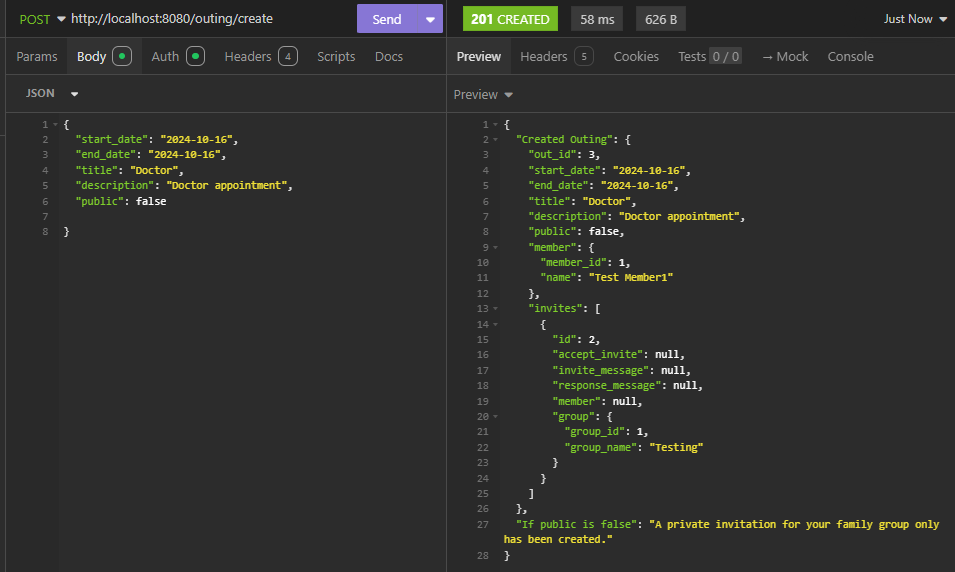 POST http://localhost:8080/outing/create Send 201 CREATED 58 ms 626 B Just Now
Params Body Auth Headers 4 Scripts Docs Preview Headers 5 Cookies Tests 0 / 0 → Mock Console
JSON
Preview
1 {
2 "start_date": "2024-10-16",
3 "end_date": "2024-10-16",
4 "title": "Doctor",
5 "description": "Doctor appointment",
6 "public": false
7
8 }
1 {
2 "Created Outing": {
3 "out_id": 3,
4 "start_date": "2024-10-16",
5 "end_date": "2024-10-16",
6 "title": "Doctor",
7 "description": "Doctor appointment",
8 "public": false,
9 "member": {
10 "member_id": 1,
11 "name": "Test Member1"
12 },
13 "invites": [
14 {
15 "id": 2,
16 "accept_invite": null,
17 "invite_message": null,
18 "response_message": null,
19 "member": null,
20 "group": {
21 "group_id": 1,
22 "group_name": "Testing"
23 }
24 }
25 ]
26 },
27 "If public is false": "A private invitation for your family group only
has been created."
28 }